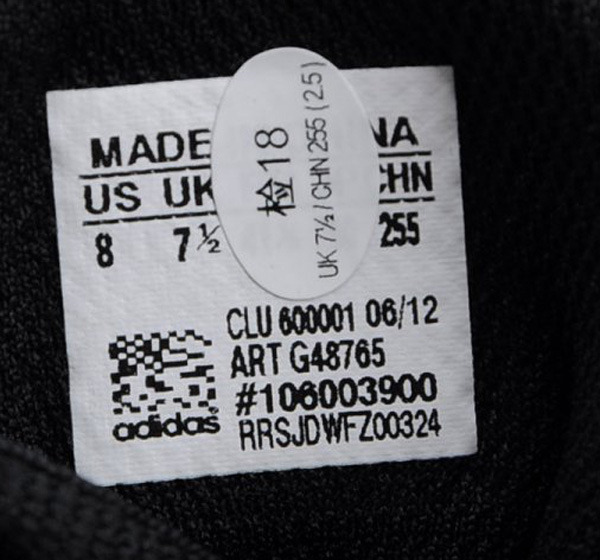 MADE NA
US UK CHN
8 7½ 255
检18
UK 7½ / CHN 255 (2.5)
CLU 600001 06/12
ART G48765
#106003900
RRSJDWFZ00324
adidas